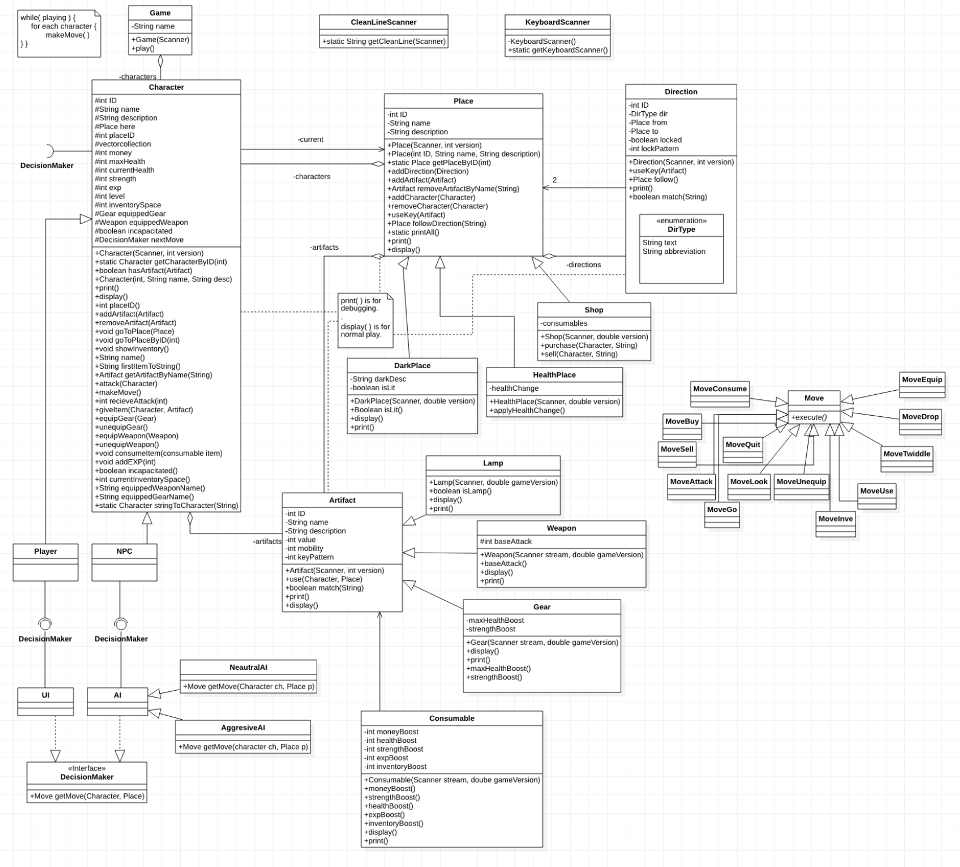 while( playing ) {
for each character {
makeMove( )
} }
Game
-String name
+Game(Scanner)
+play()
CleanLineScanner
+static String getCleanLine(Scanner)
KeyboardScanner
-KeyboardScanner()
+static getKeyboardScanner()
-characters
Character
#int ID
#String name
#String description
#Place here
#int placeID
#vectorcollection
#int money
#int maxHealth
#int currentHealth
#int strength
#int exp
#int level
#int inventorySpace
#Gear equippedGear
#Weapon equippedWeapon
#boolean incapacitated
#DecisionMaker nextMove
+Character(Scanner, int version)
+static Character getCharacterByID(int)
+boolean hasArtifact(Artifact)
+Character(int, String name, String desc)
+print()
+display()
+int placeID()
+addArtifact(Artifact)
+removeArtifact(Artifact)
+void goToPlace(Place)
+void goToPlaceByID(int)
+void showInventory()
+String name()
+String firstItemToString()
+Artifact getArtifactByName(String)
+attack(Character)
+makeMove()
+int recieveAttack(int)
+giveItem(Character, Artifact)
+equipGear(Gear)
+unequipGear()
+equipWeapon(Weapon)
+unequipWeapon()
+void consumeItem(consumable item)
+void addEXP(int)
+boolean incapacitated()
+int currentInventorySpace()
+String equippedWeaponName()
+String equippedGearName()
+static Character stringToCharacter(String)
DecisionMaker
-current
-characters
-artifacts
Place
-int ID
-String name
-String description
+Place(Scanner, int version)
+Place(int ID, String name, String description)
+static Place getPlaceByID(int)
+addDirection(Direction)
+addArtifact(Artifact)
+Artifact removeArtifactByName(String)
+addCharacter(Character)
+removeCharacter(Character)
+useKey(Artifact)
+Place followDirection(String)
+static printAll()
+print()
+display()
2
-directions
Direction
-int ID
-DirType dir
-Place from
-Place to
-boolean locked
-int lockPattern
+Direction(Scanner, int version)
+useKey(Artifact)
+Place follow()
+print()
+boolean match(String)
«enumeration»
DirType
String text
String abbreviation
print( ) is for
debugging.
.
display( ) is for
normal play.
Shop
-consumables
+Shop(Scanner, double version)
+purchase(Character, String)
+sell(Character, String)
DarkPlace
-String darkDesc
-boolean isLit
+DarkPlace(Scanner, double version)
+Boolean isLit()
+display()
+print()
HealthPlace
-healthChange
+HealthPlace(Scanner, double version)
+applyHealthChange()
MoveConsume
Move
+execute()
MoveEquip
MoveBuy
MoveDrop
MoveSell
MoveQuit
MoveTwiddle
MoveAttack
MoveLook
MoveUnequip
MoveUse
MoveGo
MoveInve
Lamp
+Lamp(Scanner, double gameVersion)
+boolean isLamp()
+display()
+print()
Artifact
-int ID
-String name
-String description
-int value
-int mobility
-int keyPattern
+Artifact(Scanner, int version)
+use(Character, Place)
+boolean match(String)
+print()
+display()
-artifacts
Weapon
#int baseAttack
+Weapon(Scanner stream, double gameVersion)
+baseAttack()
+display()
+print()
Gear
-maxHealthBoost
-strengthBoost
+Gear(Scanner stream, double gameVersion)
+display()
+print()
+maxHealthBoost()
+strengthBoost()
Player
NPC
DecisionMaker
DecisionMaker
UI
AI
NeautralAI
+Move getMove(Character ch, Place p)
AggresiveAI
+Move getMove(character ch, Place p)
«Interface»
DecisionMaker
+Move getMove(Character, Place)
Consumable
-int moneyBoost
-int healthBoost
-int strengthBoost
-int expBoost
-int inventoryBoost
+Consumable(Scanner stream, doube gameVersion)
+moneyBoost()
+strengthBoost()
+healthBoost()
+expBoost()
+inventoryBoost()
+display()
+print()